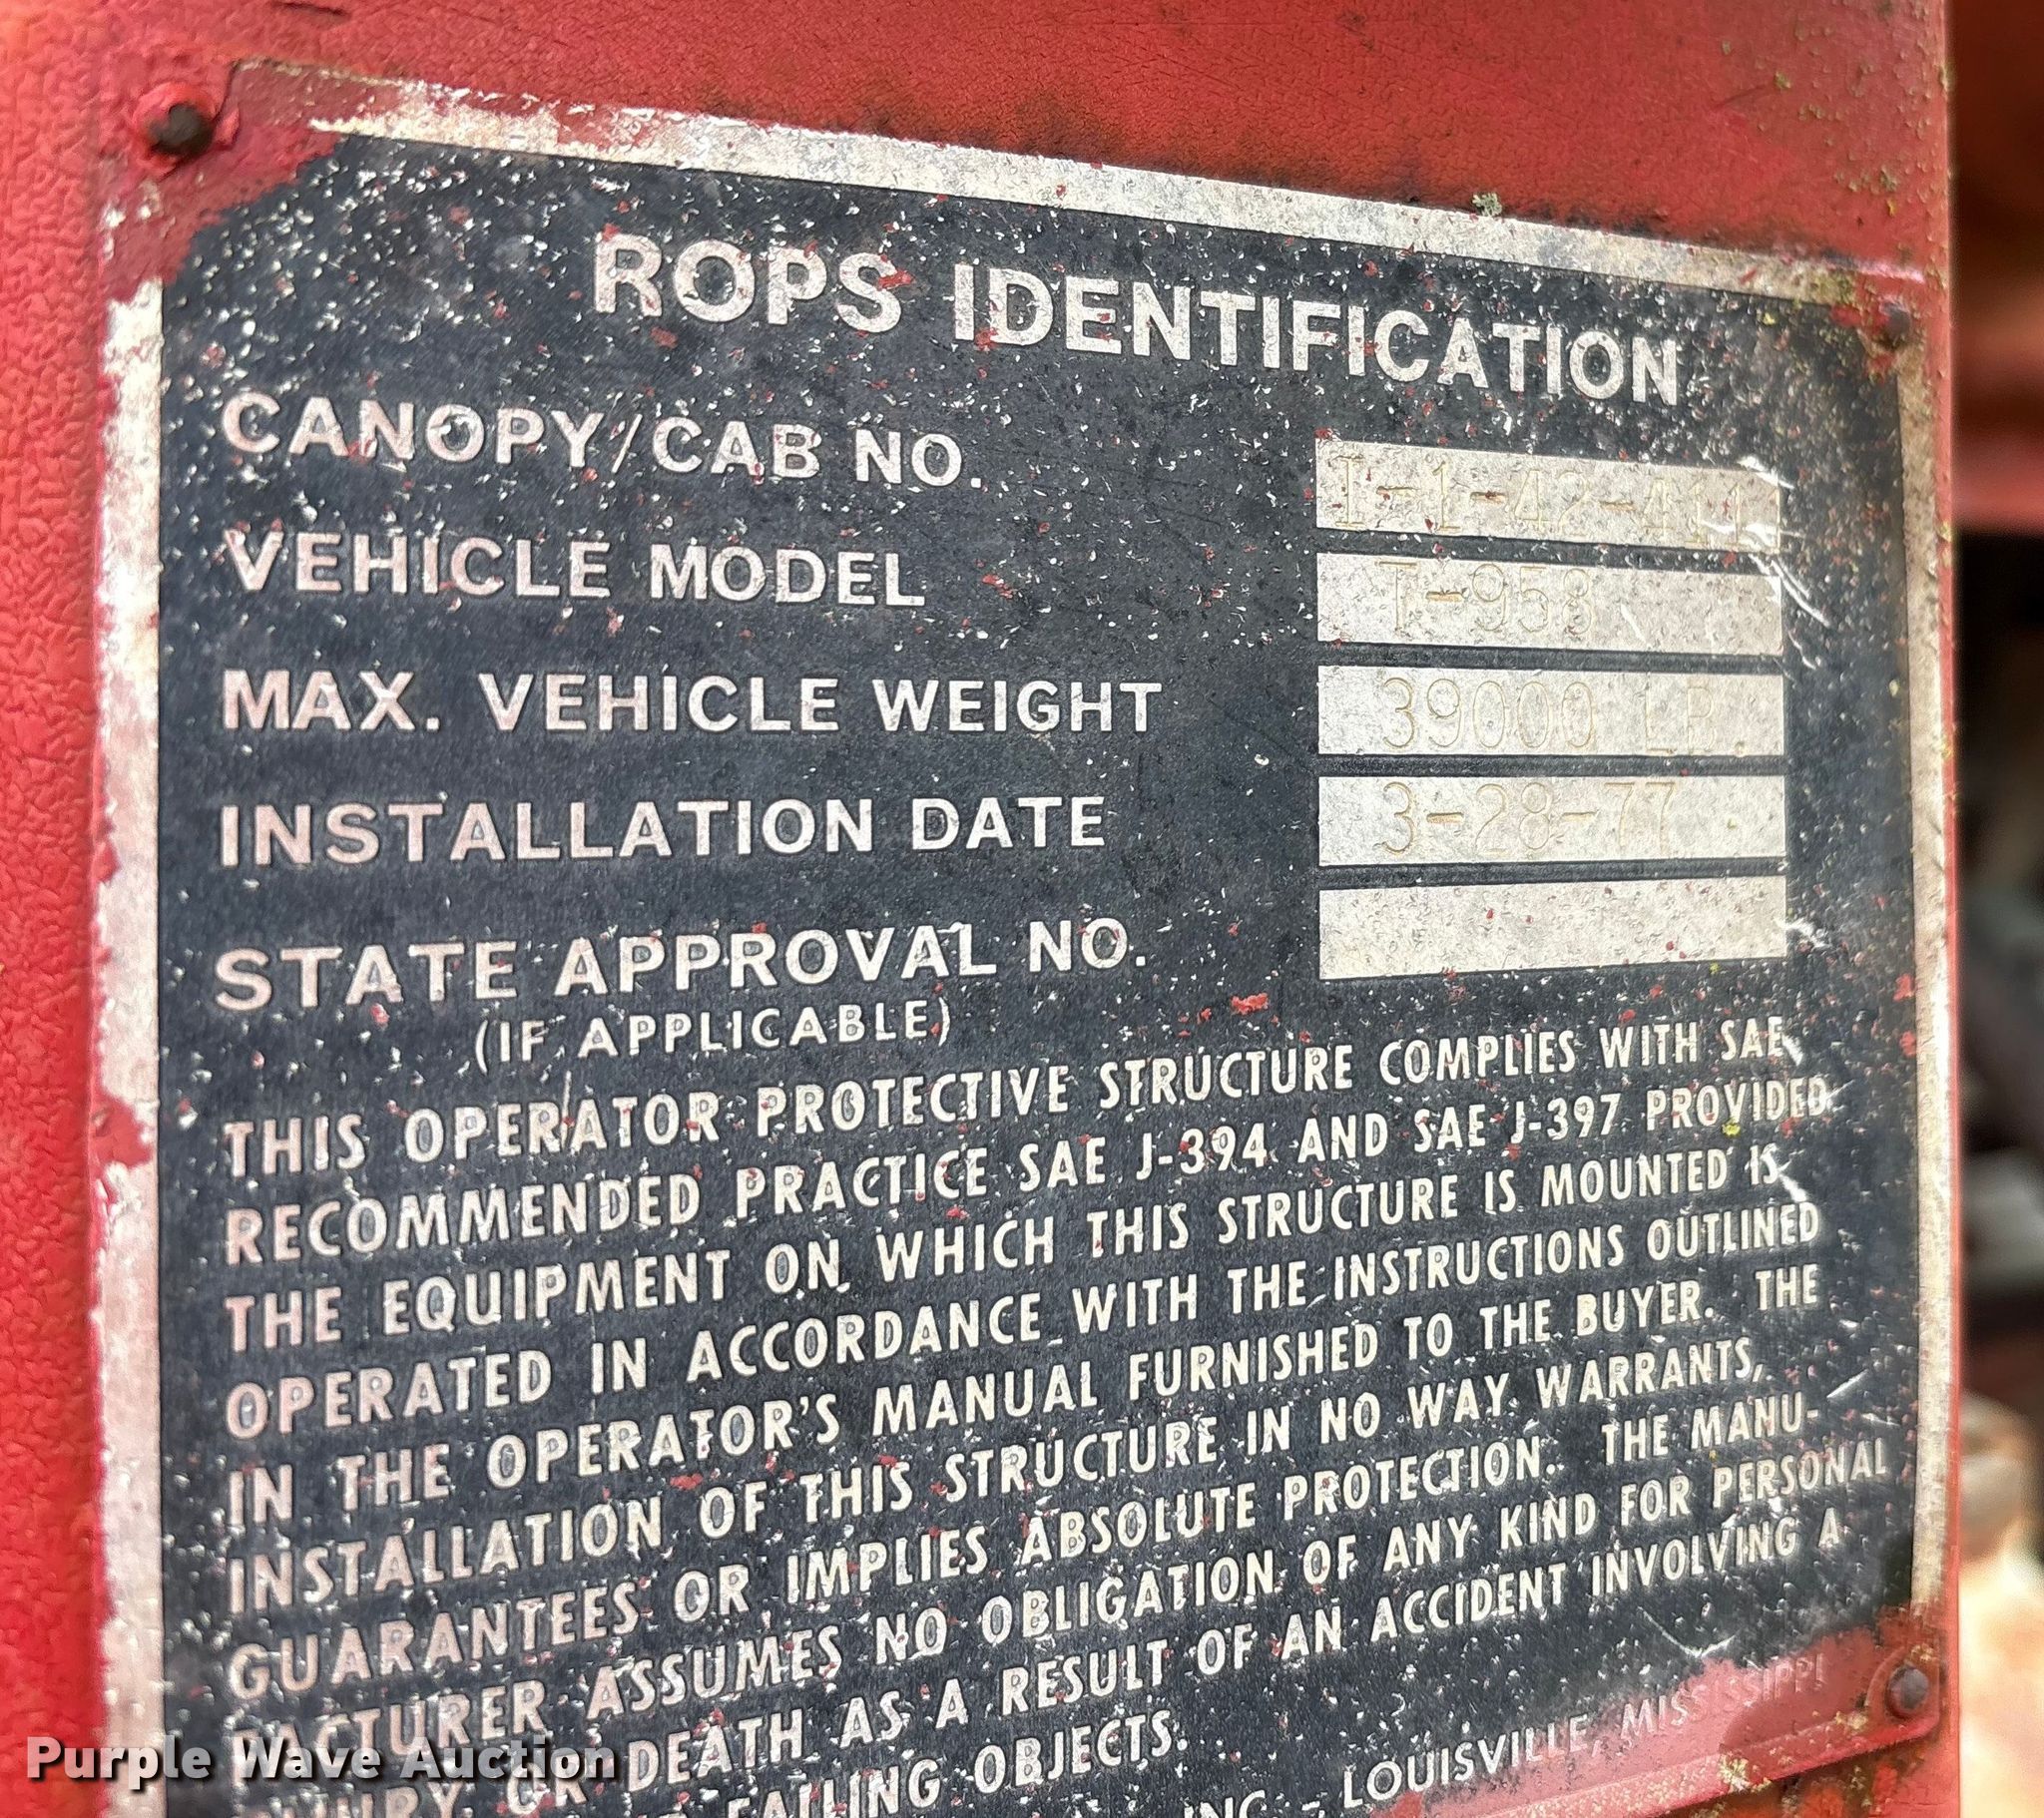 ROPS IDENTIFICATION
CANOPY/CAB NO.
VEHICLE MODEL T-958
MAX. VEHICLE WEIGHT 39000 LB.
INSTALLATION DATE 3-28-77
STATE APPROVAL NO.
(IF APPLICABLE)
THIS OPERATOR PROTECTIVE STRUCTURE COMPLIES WITH SAE
RECOMMENDED PRACTICE SAE J-394 AND SAE J-397 PROVIDED
THE EQUIPMENT ON WHICH THIS STRUCTURE IS MOUNTED IS
OPERATED IN ACCORDANCE WITH THE INSTRUCTIONS OUTLINED
IN THE OPERATOR'S MANUAL FURNISHED TO THE BUYER. THE
INSTALLATION OF THIS STRUCTURE IN NO WAY WARRANTS,
GUARANTEES OR IMPLIES ABSOLUTE PROTECTION. THE MANU-
FACTURER ASSUMES NO OBLIGATION OF ANY KIND FOR PERSONAL
INJURY OR DEATH AS A RESULT OF AN ACCIDENT INVOLVING A
FALLING OBJECTS.
INC. - LOUISVILLE, MISSISSIPPI
Purple Wave Auction